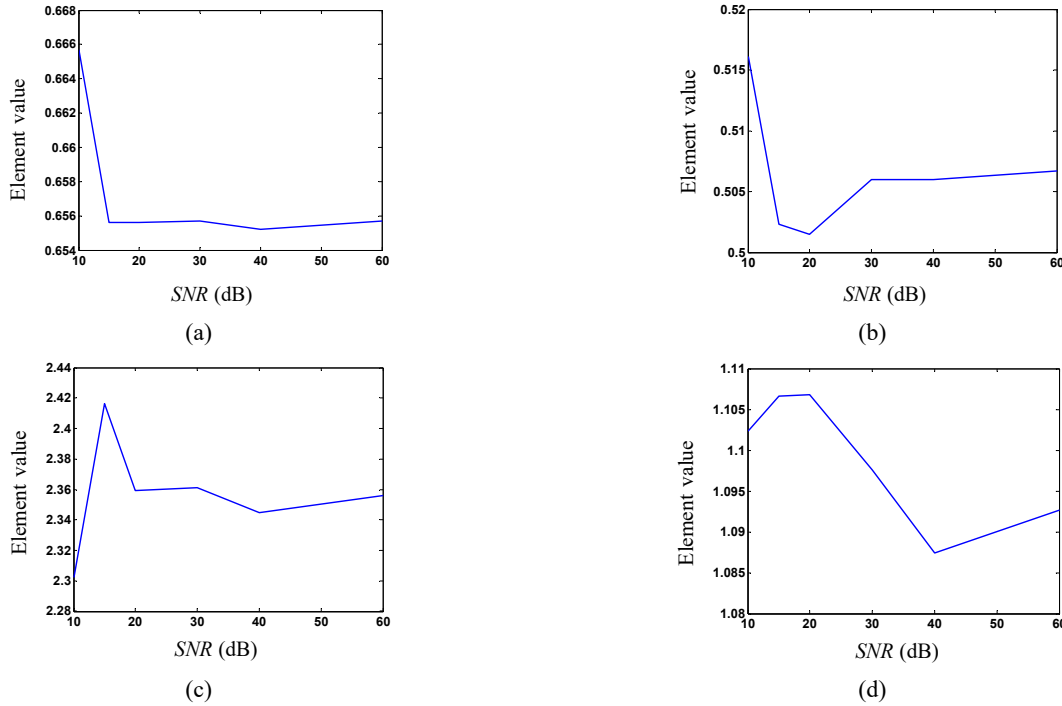 0.668
0.666
0.664
0.662
0.66
0.658
0.656
0.654
Element value
10 20 30 40 50 60
SNR (dB)
(a)
0.52
0.515
0.51
0.505
0.5
Element value
10 20 30 40 50 60
SNR (dB)
(b)
2.44
2.42
2.4
2.38
2.36
2.34
2.32
2.3
2.28
Element value
10 20 30 40 50 60
SNR (dB)
(c)
1.11
1.105
1.1
1.095
1.09
1.085
1.08
Element value
10 20 30 40 50 60
SNR (dB)
(d)